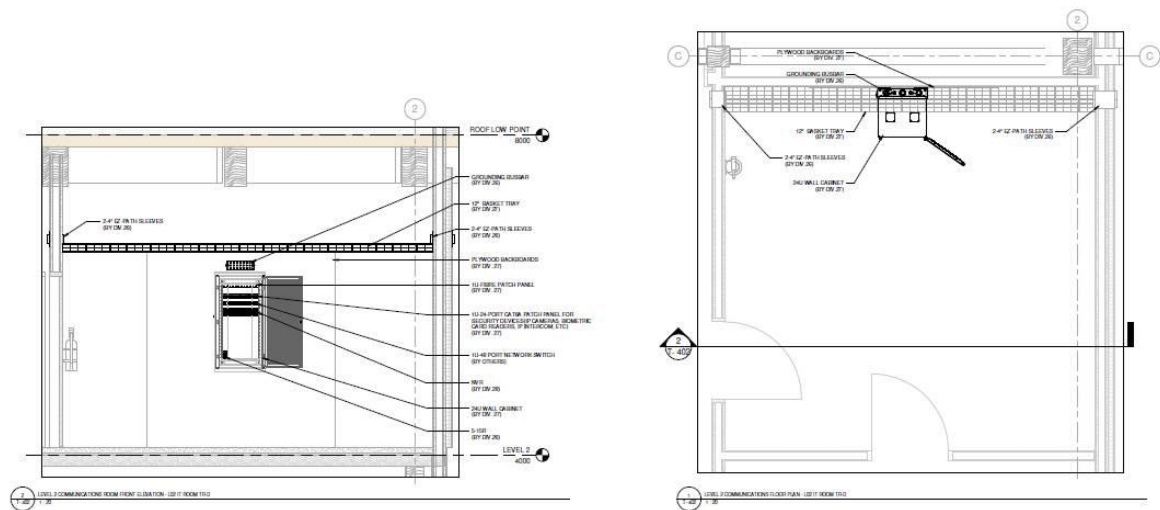 2
ROOF LOW POINT
8000
GROUNDING BUSBAR
(BY DIV.26)
12" BASKET TRAY
(BY DIV.27)
2-4" EZ-PATH SLEEVES
(BY DIV.26)
2-4" EZ-PATH SLEEVES
(BY DIV.26)
PLYWOOD BACKBOARDS
(BY DIV. 27)
1U-FIBRE PATCH PANEL
(BY DIV. 27)
1U-24-PORT CAT6A PATCH PANEL FOR
SECURITY DEVICES(IP CAMERAS, BIOMETRIC
CARD READERS, IP INTERCOM, ETC)
(BY DIV. 27)
1U-48 PORT NETWORK SWITCH
(BY OTHERS)
NVR
(BY DIV.28)
24U WALL CABINET
(BY DIV. 27)
5-15R
(BY DIV.26)
LEVEL 2
4000
2
T-402
LEVEL 2 COMMUNICATIONS ROOM FRONT ELEVATION - L02 IT ROOM
1 : 20
2
C
C
PLYWOOD BACKBOARDS
(BY DIV. 27)
GROUNDING BUSBAR
(BY DIV.26)
12" BASKET TRAY
(BY DIV.27)
2-4" EZ-PATH SLEEVES
(BY DIV.26)
2-4" EZ-PATH SLEEVES
(BY DIV.26)
24U WALL CABINET
(BY DIV. 27)
2
T- 402
1
T-402
LEVEL 2 COMMUNICATIONS FLOOR PLAN - L02 IT ROOM
1 : 20